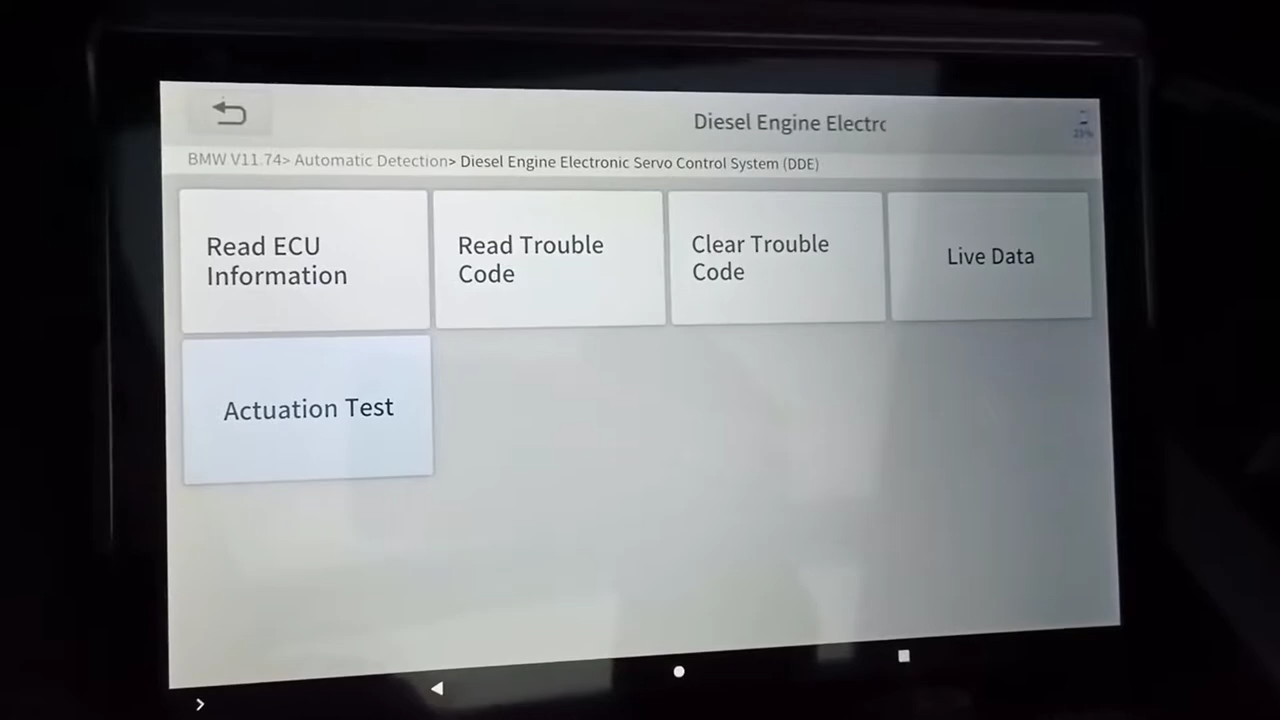 Diesel Engine Electr
BMW V11.74> Automatic Detection> Diesel Engine Electronic Servo Control System (DDE)
Read ECU
Information
Read Trouble
Code
Clear Trouble
Code
Live Data
Actuation Test